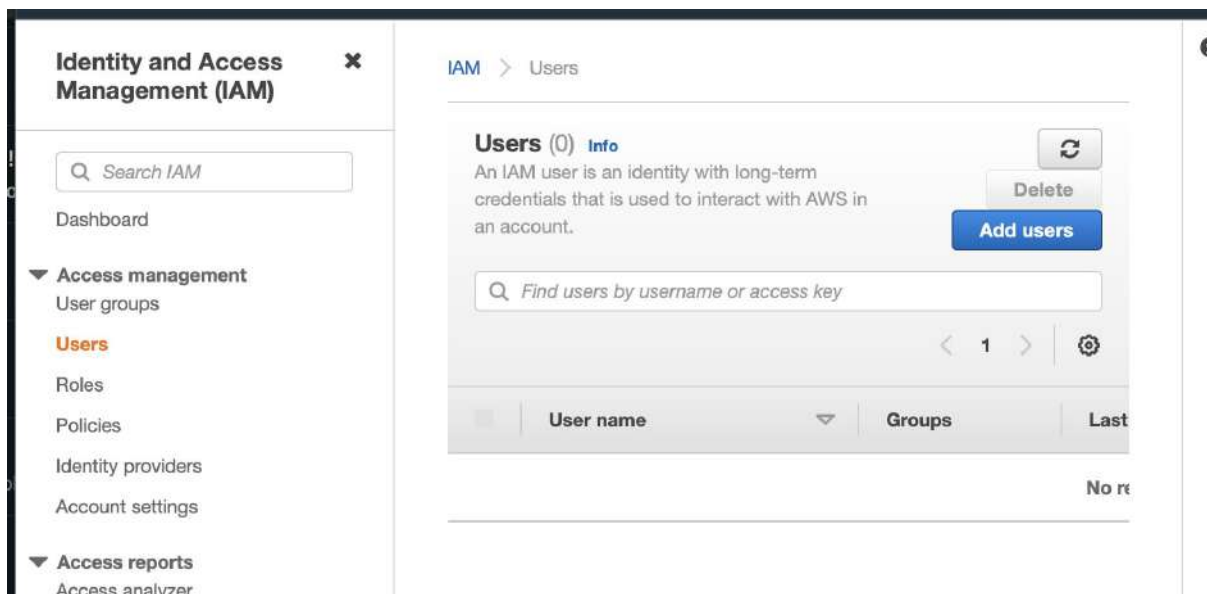 Identity and Access
Management (IAM)
Search IAM
Dashboard
Access management
User groups
Users
Roles
Policies
Identity providers
Account settings
Access reports
Access analyzer
IAM > Users
Users (0) Info
An IAM user is an identity with long-term
credentials that is used to interact with AWS in
an account.
Delete
Add users
Find users by username or access key
1
User name
Groups
Last
No re